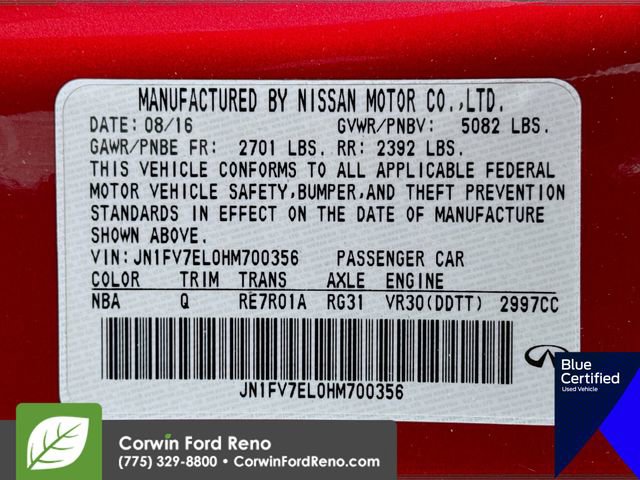 MANUFACTURED BY NISSAN MOTOR CO.,LTD.
DATE: 08/16 GVWR/PNBV: 5082 LBS.
GAWR/PNBE FR: 2701 LBS. RR: 2392 LBS.
THIS VEHICLE CONFORMS TO ALL APPLICABLE FEDERAL
MOTOR VEHICLE SAFETY,BUMPER,AND THEFT PREVENTION
STANDARDS IN EFFECT ON THE DATE OF MANUFACTURE
SHOWN ABOVE.
VIN:JN1FV7EL0HM700356 PASSENGER CAR
COLOR TRIM TRANS AXLE ENGINE
NBA Q RE7R01A RG31 VR30(DDTT) 2997CC
JN1FV7EL0HM700356
Blue
Certified
Used Vehicle
Corwin Ford Reno
(775) 329-8800 • CorwinFordReno.com